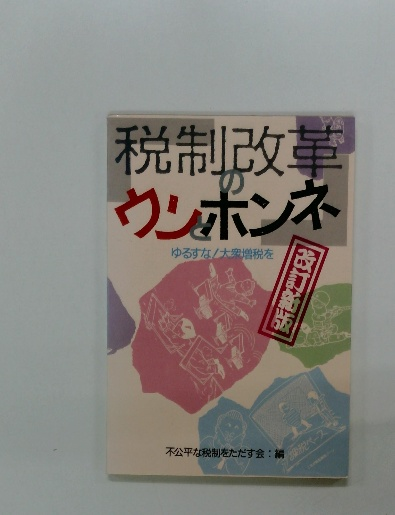 税制改革
の
ウソとホンネ
ゆるすな!大衆増税を
改訂新版
不公平な税制をただす会:編